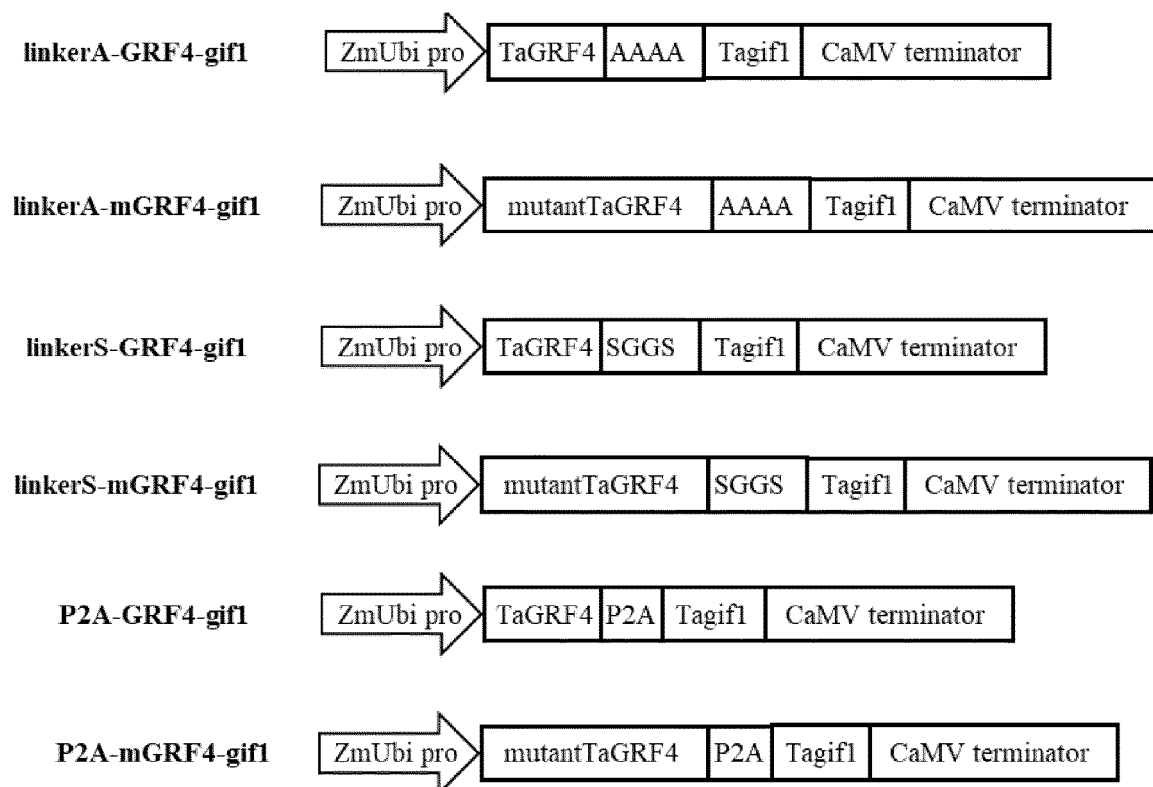 linkerA-GRF4-gif1 ZmUbi pro TaGRF4 AAAA Tagif1 CaMV terminator
linkerA-mGRF4-gif1 ZmUbi pro mutantTaGRF4 AAAA Tagif1 CaMV terminator
linkerS-GRF4-gif1 ZmUbi pro TaGRF4 SGGS Tagif1 CaMV terminator
linkerS-mGRF4-gif1 ZmUbi pro mutantTaGRF4 SGGS Tagif1 CaMV terminator
P2A-GRF4-gif1 ZmUbi pro TaGRF4 P2A Tagif1 CaMV terminator
P2A-mGRF4-gif1 ZmUbi pro mutantTaGRF4 P2A Tagif1 CaMV terminator